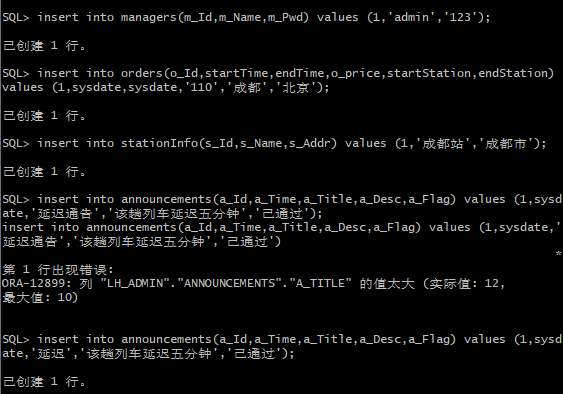 SQL> insert into managers(m_Id,m_Name,m_Pwd) values (1,'admin','123');
已创建 1 行。
SQL> insert into orders(o_Id,startTime,endTime,o_price,startStation,endStation)
values (1,sysdate,sysdate,'110','成都','北京');
已创建 1 行。
SQL> insert into stationInfo(s_Id,s_Name,s_Addr) values (1,'成都站','成都市');
已创建 1 行。
SQL> insert into announcements(a_Id,a_Time,a_Title,a_Desc,a_Flag) values (1,sysd
ate,'延迟通告','该趟列车延迟五分钟','已通过');
insert into announcements(a_Id,a_Time,a_Title,a_Desc,a_Flag) values (1,sysdate,'
延迟通告','该趟列车延迟五分钟','已通过')
*
第 1 行出现错误:
ORA-12899: 列 "LH_ADMIN"."ANNOUNCEMENTS"."A_TITLE" 的值太大 (实际值: 12,
最大值: 10)
SQL> insert into announcements(a_Id,a_Time,a_Title,a_Desc,a_Flag) values (1,sysd
ate,'延迟','该趟列车延迟五分钟','已通过');
已创建 1 行。